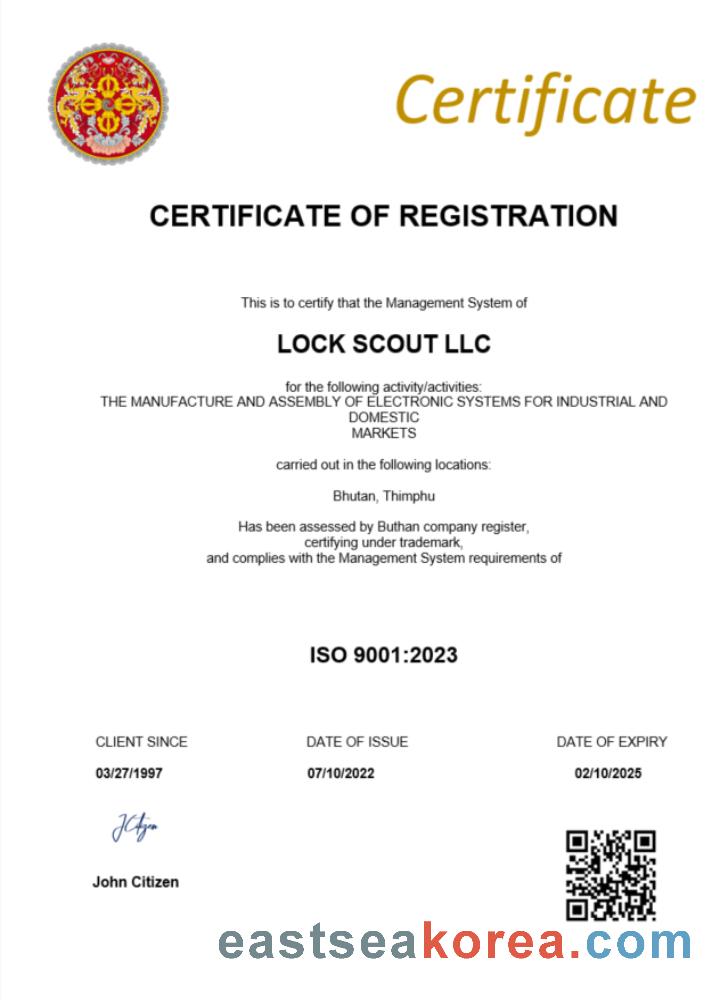 Certificate
CERTIFICATE OF REGISTRATION
This is to certify that the Management System of
LOCK SCOUT LLC
for the following activity/activities:
THE MANUFACTURE AND ASSEMBLY OF ELECTRONIC SYSTEMS FOR INDUSTRIAL AND
DOMESTIC
MARKETS
carried out in the following locations:
Bhutan, Thimphu
Has been assessed by Buthan company register,
certifying under trademark,
and complies with the Management System requirements of
ISO 9001:2023
CLIENT SINCE DATE OF ISSUE DATE OF EXPIRY
03/27/1997 07/10/2022 02/10/2025
JCitizen
John Citizen
eastseakorea.com